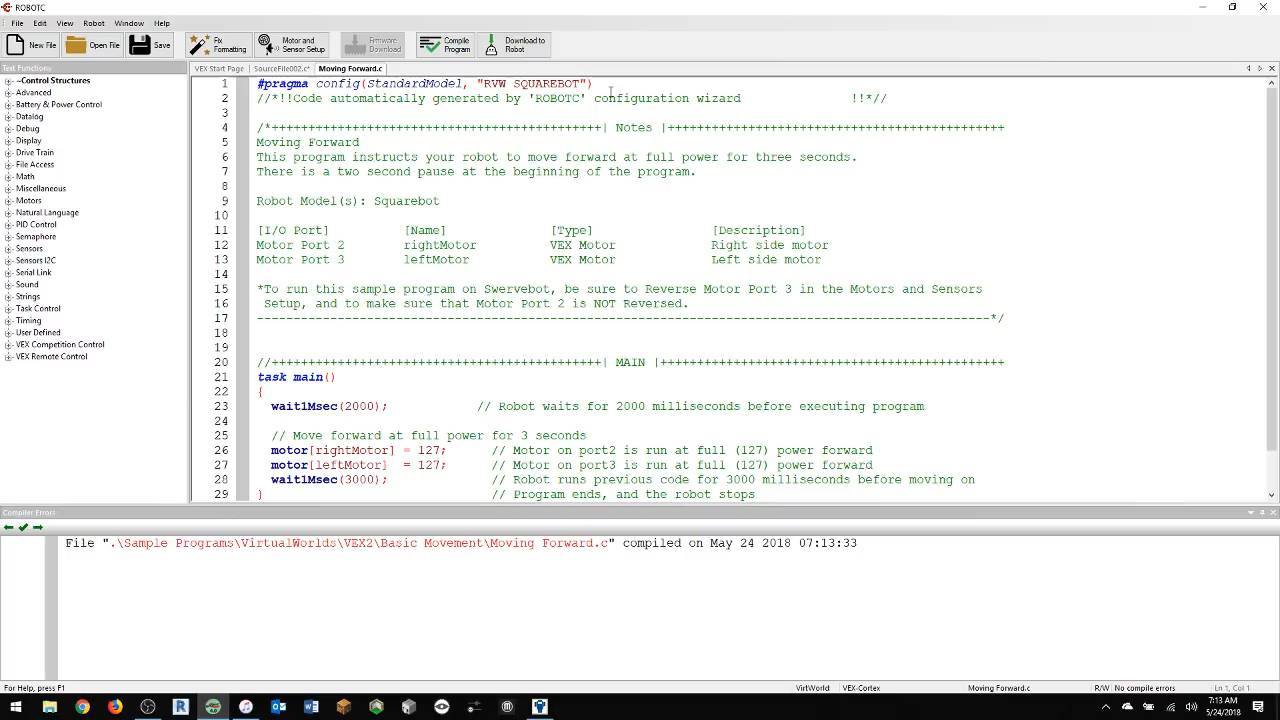 ROBOTC
File Edit View Robot Window Help
New File Open File Save Fix Formatting Motor and Sensor Setup Firmware Download Compile Program Download to Robot
Text Functions
VEX Start Page SourceFile002.c* Moving Forward.c
~Control Structures
Advanced
Battery & Power Control
Datalog
Debug
Display
Drive Train
File Access
Math
Miscellaneous
Motors
Natural Language
PID Control
Semaphore
Sensors
Sensors I2C
Serial Link
Sound
Strings
Task Control
Timing
User Defined
VEX Competition Control
VEX Remote Control
1 #pragma config(StandardModel, "RVW SQUAREBOT")
2 //*!!Code automatically generated by 'ROBOTC' configuration wizard !!*//
3
4 /*+++++++++++++++++++++++++++++++++++++++++++++| Notes |++++++++++++++++++++++++++++++++++++++++++++++
5 Moving Forward
6 This program instructs your robot to move forward at full power for three seconds.
7 There is a two second pause at the beginning of the program.
8
9 Robot Model(s): Squarebot
10
11 [I/O Port] [Name] [Type] [Description]
12 Motor Port 2 rightMotor VEX Motor Right side motor
13 Motor Port 3 leftMotor VEX Motor Left side motor
14
15 *To run this sample program on Swervebot, be sure to Reverse Motor Port 3 in the Motors and Sensors
16 Setup, and to make sure that Motor Port 2 is NOT Reversed.
17 ----------------------------------------------------------------------------------------------------*/
18
19
20 //+++++++++++++++++++++++++++++++++++++++++++++| MAIN |+++++++++++++++++++++++++++++++++++++++++++++++
21 task main()
22 {
23 wait1Msec(2000); // Robot waits for 2000 milliseconds before executing program
24
25 // Move forward at full power for 3 seconds
26 motor[rightMotor] = 127; // Motor on port2 is run at full (127) power forward
27 motor[leftMotor] = 127; // Motor on port3 is run at full (127) power forward
28 wait1Msec(3000); // Robot runs previous code for 3000 milliseconds before moving on
29 } // Program ends, and the robot stops
Compiler Errors
File ".\Sample Programs\VirtualWorlds\VEX2\Basic Movement\Moving Forward.c" compiled on May 24 2018 07:13:33
For Help, press F1 VirtWorld VEX-Cortex Moving Forward.c R/W No compile errors Ln 1, Col 1
7:13 AM
5/24/2018